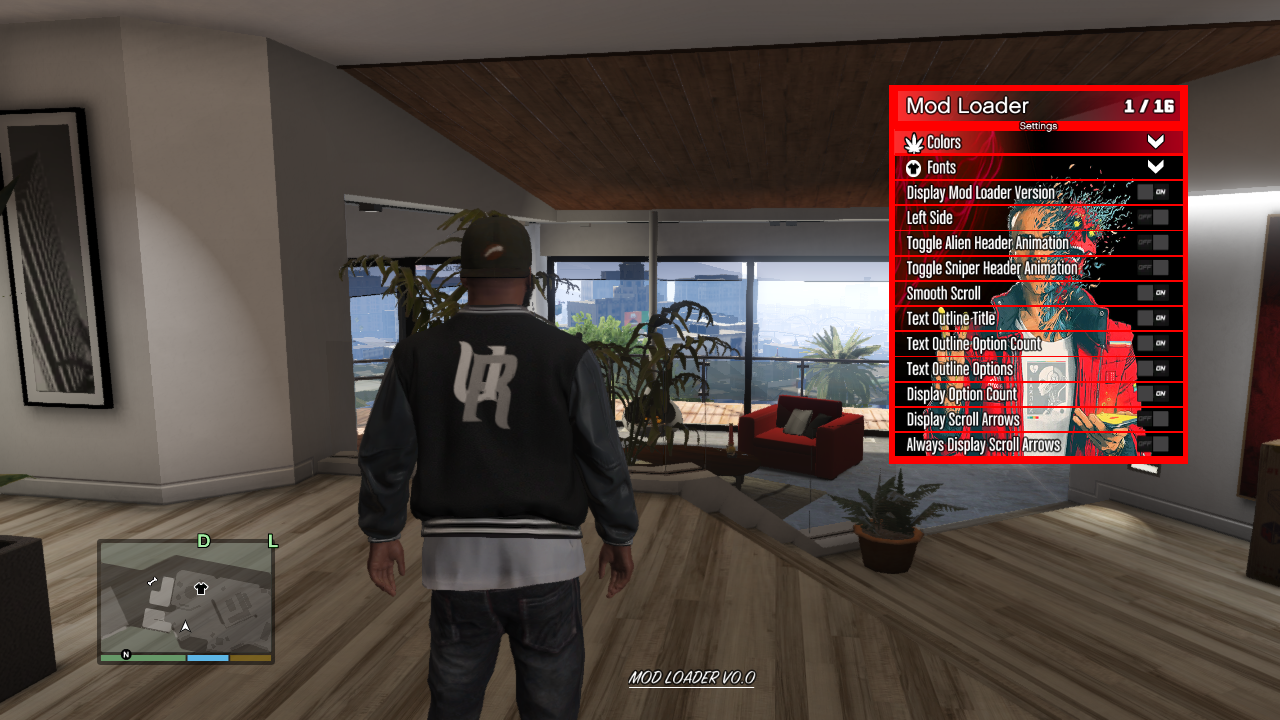 Mod Loader 1 / 16
Settings
Colors
Fonts
Display Mod Loader Version ON
Left Side OFF
Toggle Alien Header Animation OFF
Toggle Sniper Header Animation OFF
Smooth Scroll ON
Text Outline Title ON
Text Outline Option Count ON
Text Outline Options ON
Display Option Count ON
Display Scroll Arrows OFF
Always Display Scroll Arrows
D L
N
MOD LOADER V0.0